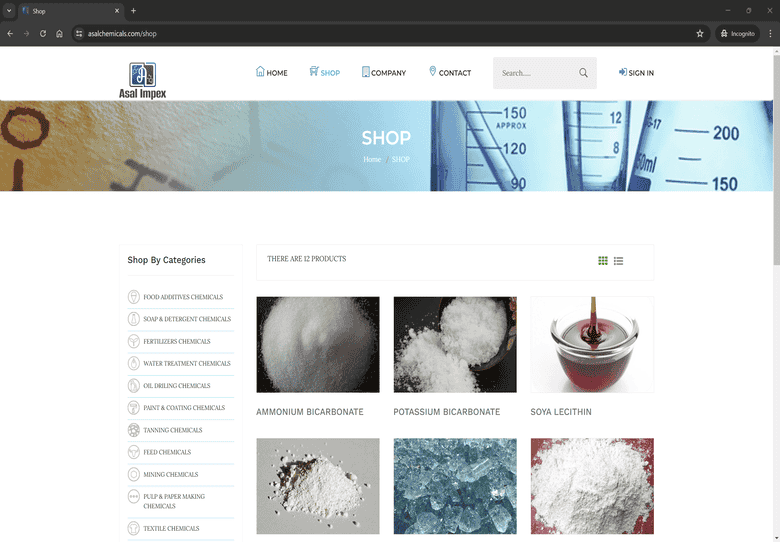 Shop
asalchemicals.com/shop
Incognito
Asal Impex
HOME
SHOP
COMPANY
CONTACT
Search....
SIGN IN
SHOP
Home / SHOP
150
APPROX
120
90
12
8
200
150
Shop By Categories
FOOD ADDITIVES CHEMICALS
SOAP & DETERGENT CHEMICALS
FERTILIZERS CHEMICALS
WATER TREATMENT CHEMICALS
OIL DRILING CHEMICALS
PAINT & COATING CHEMICALS
TANNING CHEMICALS
FEED CHEMICALS
MINING CHEMICALS
PULP & PAPER MAKING
CHEMICALS
TEXTILE CHEMICALS
THERE ARE 12 PRODUCTS
AMMONIUM BICARBONATE
POTASSIUM BICARBONATE
SOYA LECITHIN